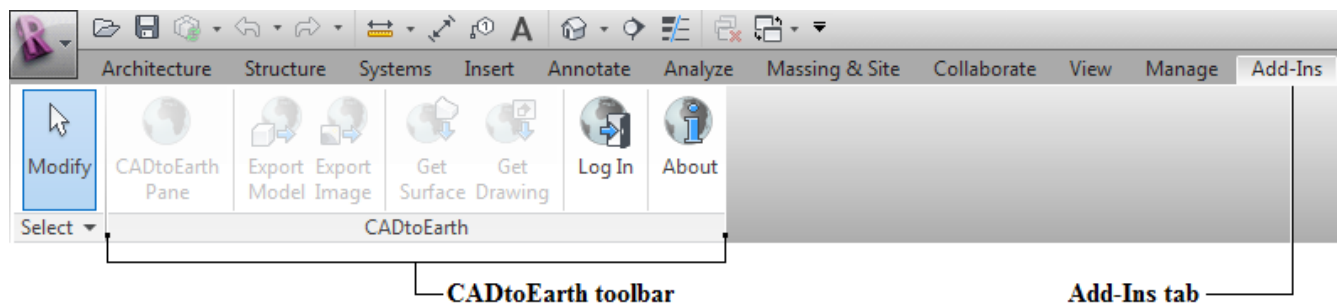 R
1 A
Architecture Structure Systems Insert Annotate Analyze Massing & Site Collaborate View Manage Add-Ins
Modify CADtoEarth Export Export Get Get Log In About
Pane Model Image Surface Drawing
Select CADtoEarth
CADtoEarth toolbar Add-Ins tab